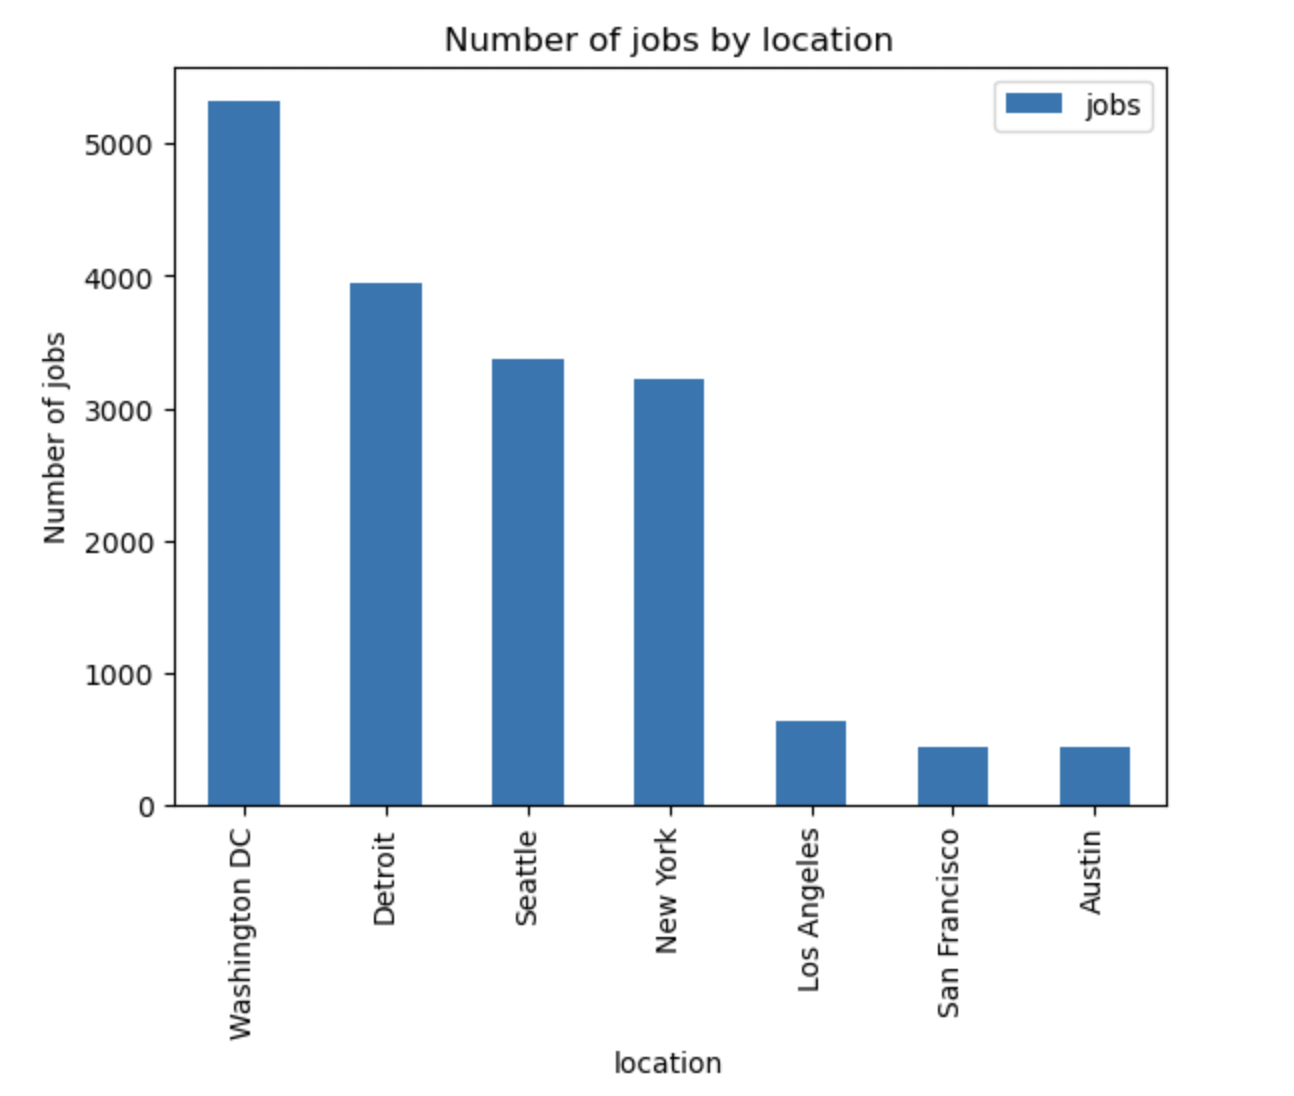 Number of jobs by location
jobs
Number of jobs
5000
4000
3000
2000
1000
0
Washington DC
Detroit
Seattle
New York
Los Angeles
San Francisco
Austin
location